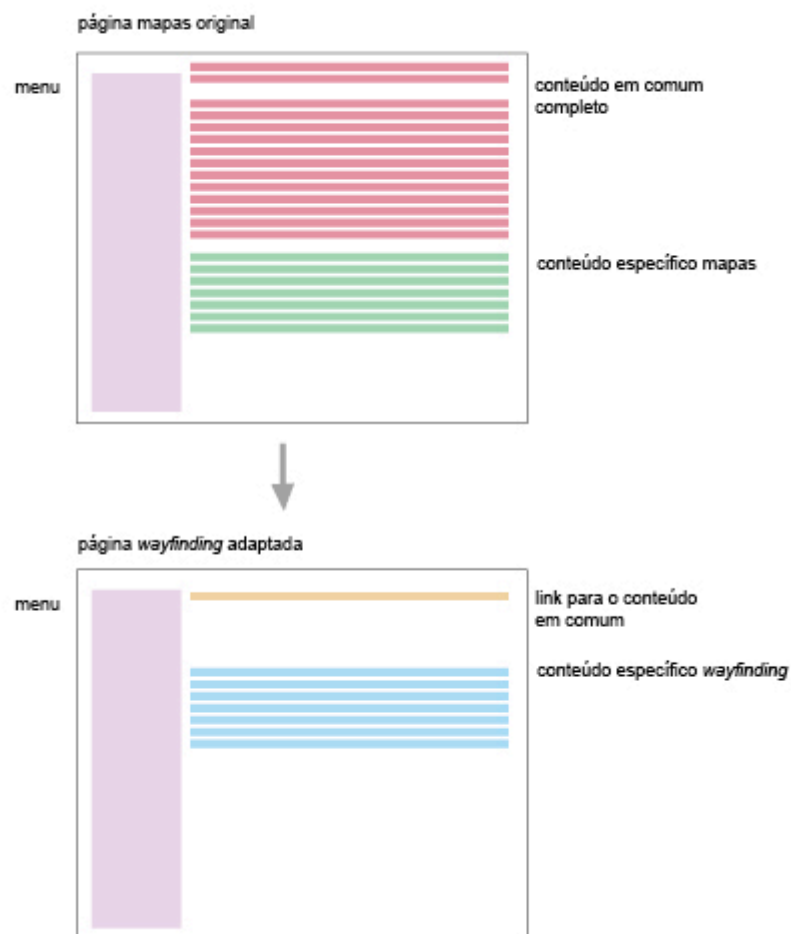 página mapas original
menu
conteúdo em comum
completo
conteúdo específico mapas
página wayfinding adaptada
menu
link para o conteúdo
em comum
conteúdo específico wayfinding